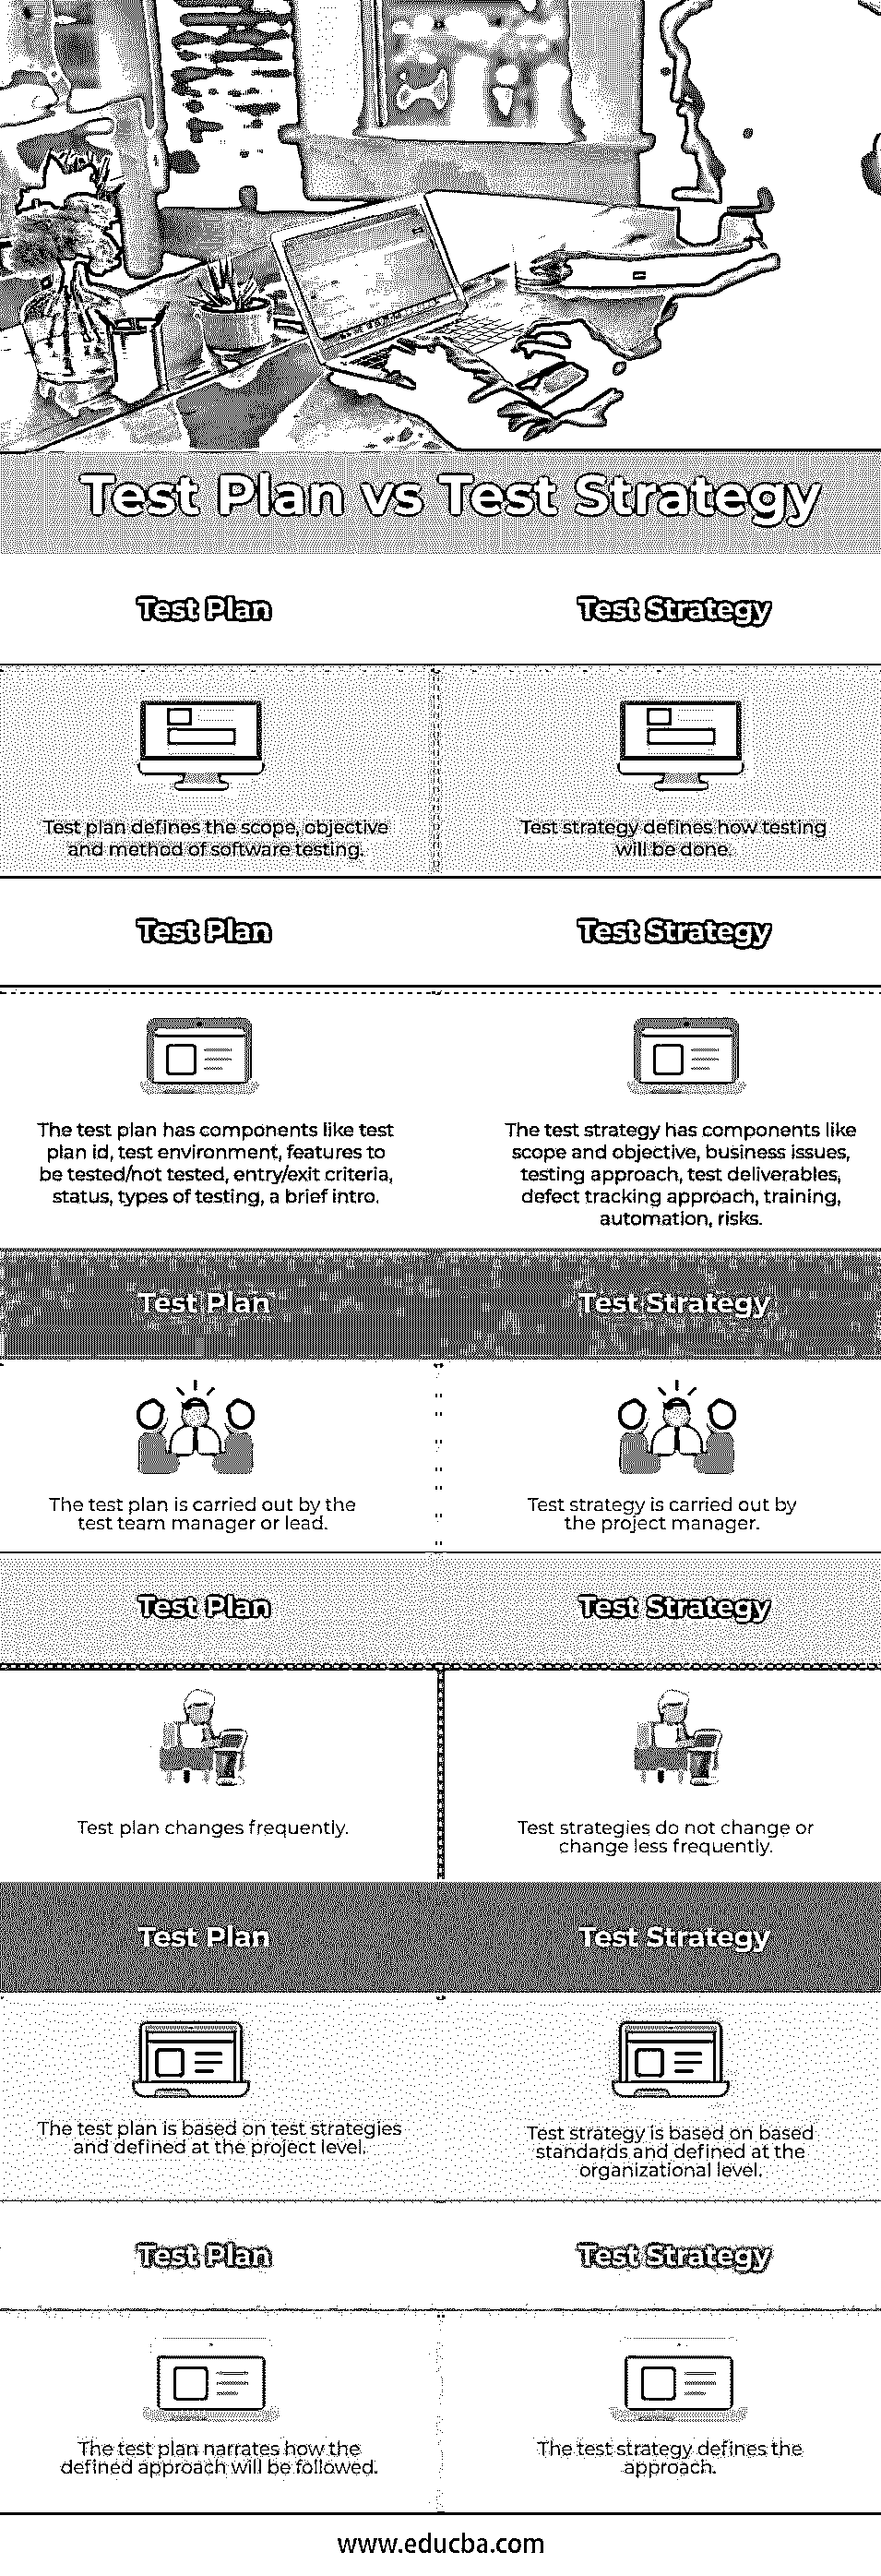 Test Plan vs Test Strategy
Test Plan
Test Strategy
Test plan defines the scope, objective
and method of software testing.
Test strategy defines how testing
will be done.
Test Plan
Test Strategy
The test plan has components like test
plan id, test environment, features to
be tested/not tested, entry/exit criteria,
status, types of testing, a brief intro.
The test strategy has components like
scope and objective, business issues,
testing approach, test deliverables,
defect tracking approach, training,
automation, risks.
Test Plan
Test Strategy
The test plan is carried out by the
test team manager or lead.
Test strategy is carried out by
the project manager.
Test Plan
Test Strategy
Test plan changes frequently.
Test strategies do not change or
change less frequently.
Test Plan
Test Strategy
The test plan is based on test strategies
and defined at the project level.
Test strategy is based on based
standards and defined at the
organizational level.
Test Plan
Test Strategy
The test plan narrates how the
defined approach will be followed.
The test strategy defines the
approach.
www.educba.com